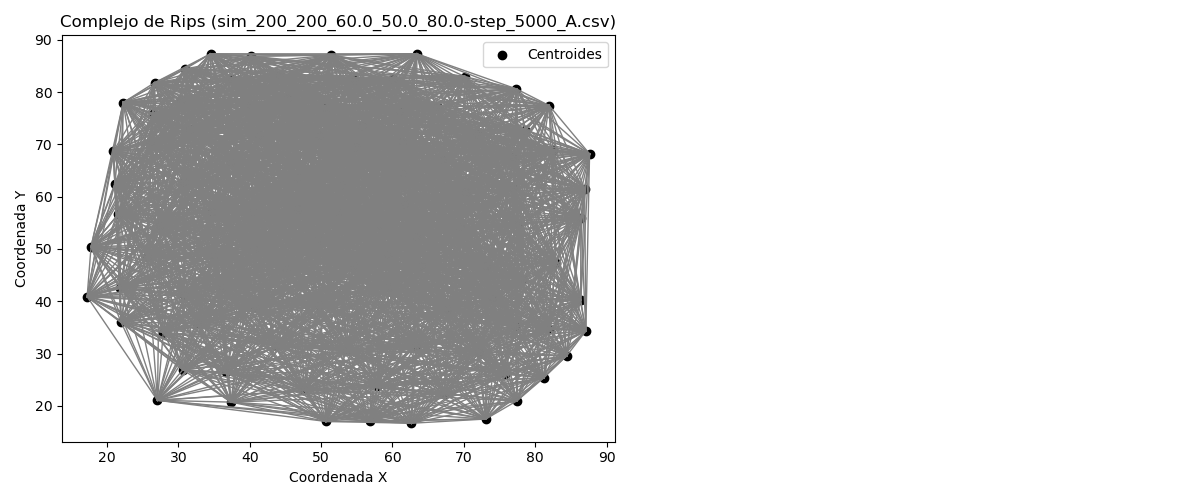 Complejo de Rips (sim_200_200_60.0_50.0_80.0-step_5000_A.csv)
Centroides
90
80
70
60
50
40
30
20
Coordenada Y
20 30 40 50 60 70 80 90
Coordenada X